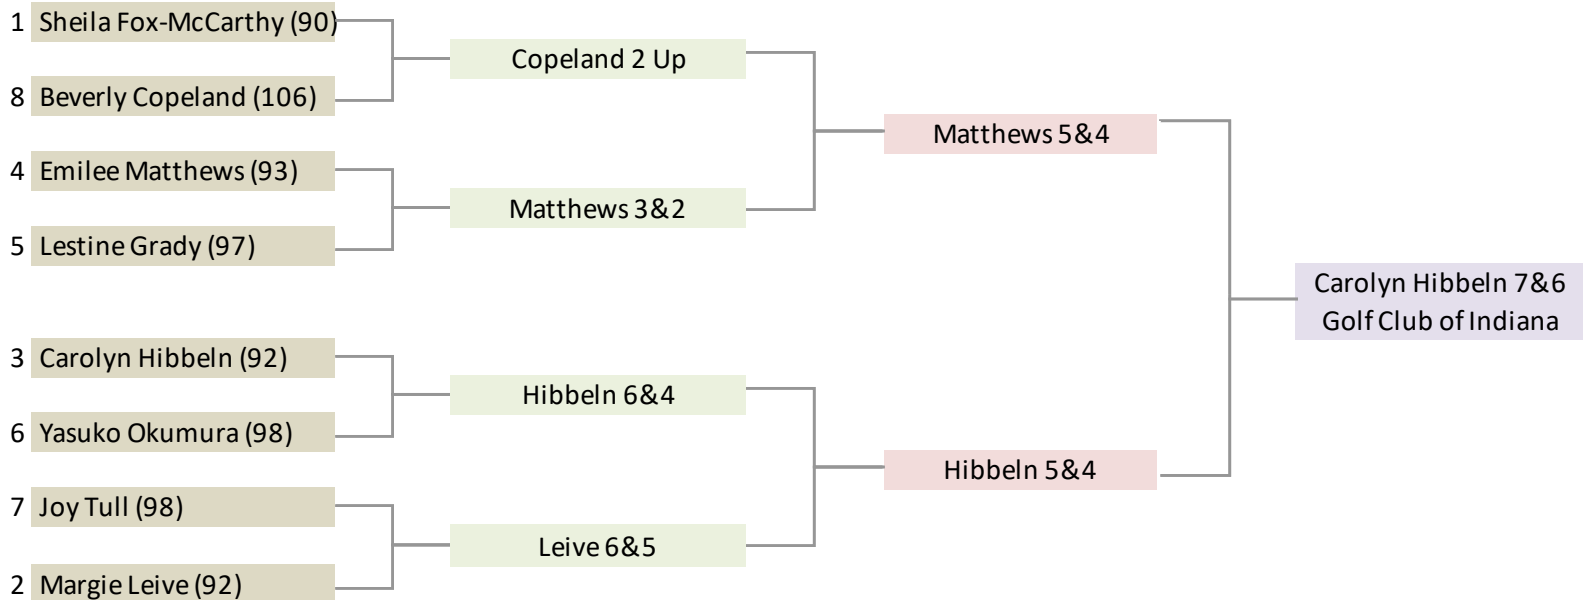 1 Sheila Fox-McCarthy (90)
Copeland 2 Up
8 Beverly Copeland (106)
Matthews 5&4
4 Emilee Matthews (93)
Matthews 3&2
5 Lestine Grady (97)
Carolyn Hibbeln 7&6
Golf Club of Indiana
3 Carolyn Hibbeln (92)
Hibbeln 6&4
6 Yasuko Okumura (98)
Hibbeln 5&4
7 Joy Tull (98)
Leive 6&5
2 Margie Leive (92)